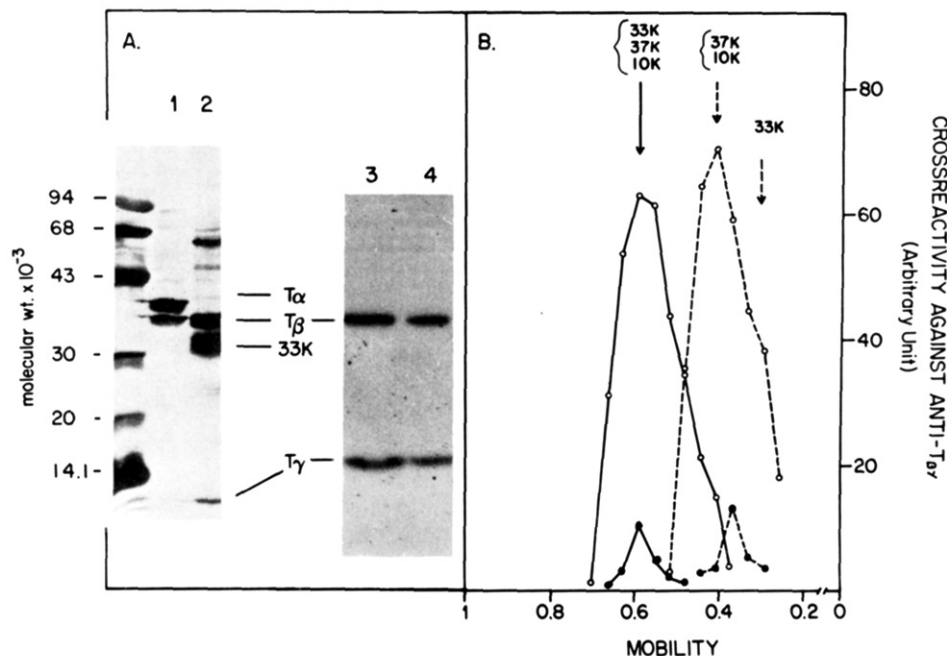 A.
1 2
94 -
68 -
43 -
30 -
20 -
14.1 -
molecular wt. x 10⁻³
Tα
Tβ
33K
Tγ
3 4
B.
33K
37K
10K
37K
10K
33K
80
60
40
20
0
CROSSREACTIVITY AGAINST ANTI-Tβγ
(Arbitrary Unit)
1 0.8 0.6 0.4 0.2 0
MOBILITY